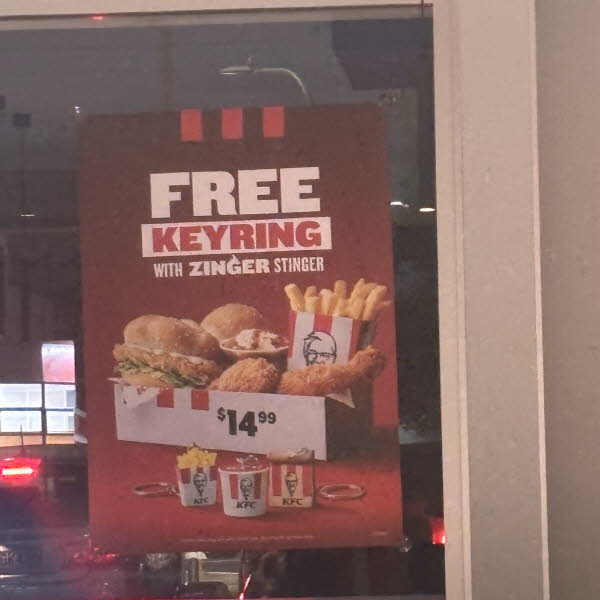 FREE
KEYRING
WITH ZINGER STINGER
$14.99
KFC
KFC
KFC